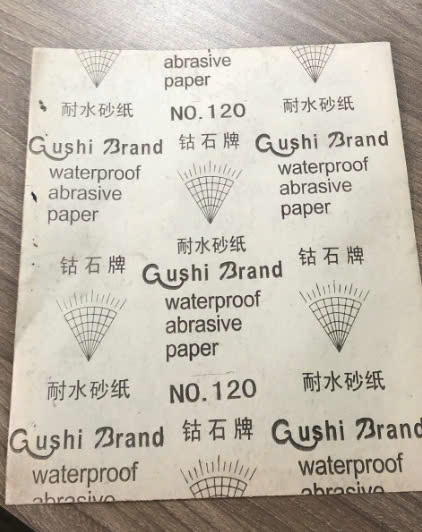 abrasive
paper
耐水砂纸 NO.120 耐水砂纸
Gushi Brand 钴石牌 Gushi Brand
waterproof waterproof
abrasive abrasive
paper paper
耐水砂纸
钴石牌 Gushi Brand 钴石牌
waterproof
abrasive
paper
耐水砂纸 NO.120 耐水砂纸
Gushi Brand 钴石牌 Gushi Brand
waterproof waterproof
abrasive abrasive